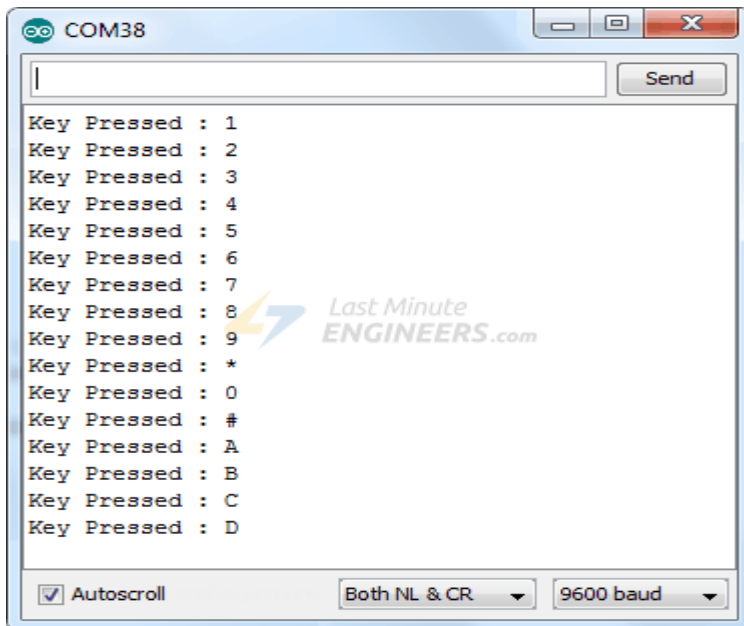 COM38
Send
Key Pressed : 1
Key Pressed : 2
Key Pressed : 3
Key Pressed : 4
Key Pressed : 5
Key Pressed : 6
Key Pressed : 7
Key Pressed : 8
Key Pressed : 9
Key Pressed : *
Key Pressed : 0
Key Pressed : #
Key Pressed : A
Key Pressed : B
Key Pressed : C
Key Pressed : D
Last Minute
ENGINEERS.com
Autoscroll
Both NL & CR
9600 baud